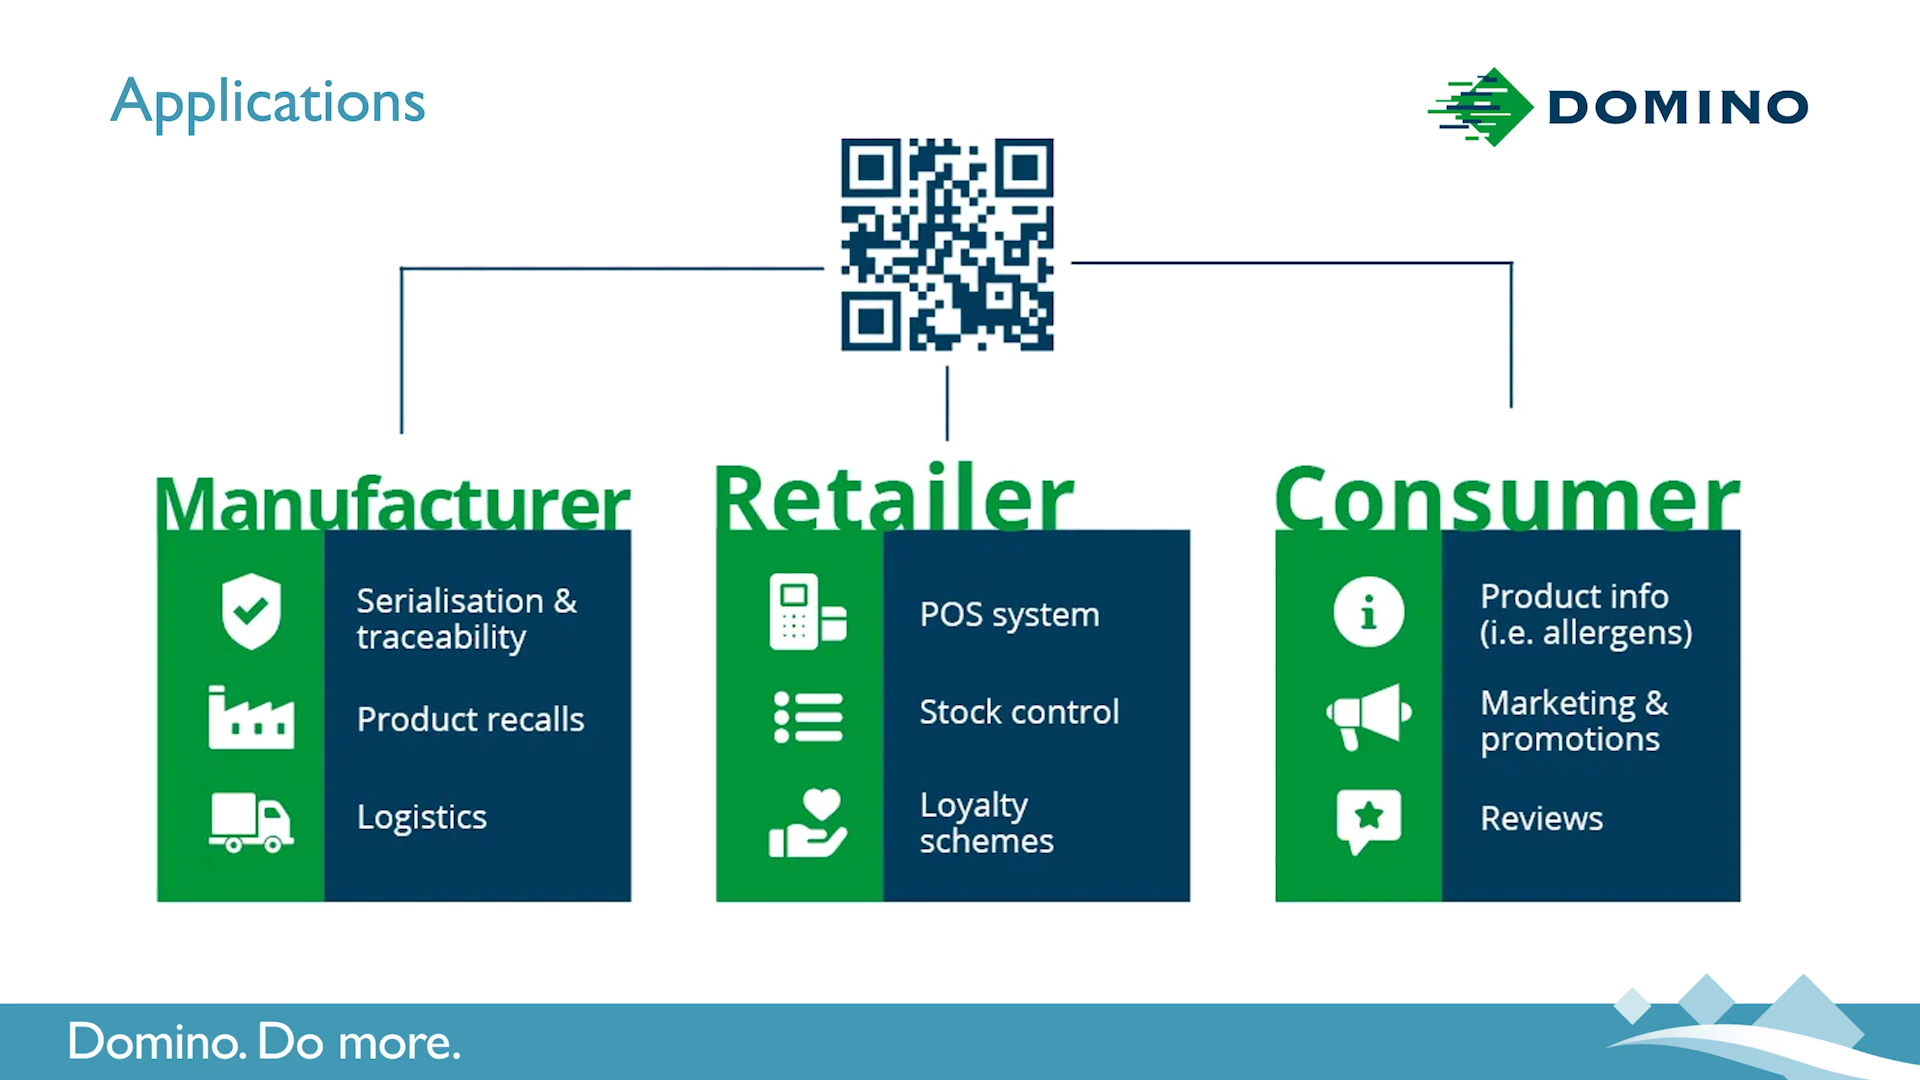 Applications
DOMINO
Manufacturer
Serialisation &
traceability
Product recalls
Logistics
Retailer
POS system
Stock control
Loyalty
schemes
Consumer
Product info
(i.e. allergens)
Marketing &
promotions
Reviews
Domino. Do more.